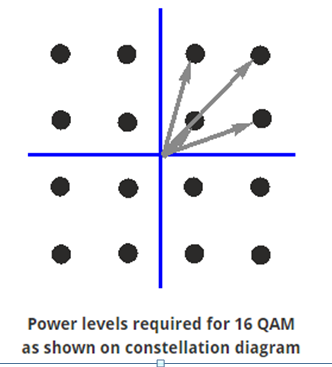 Power levels required for 16 QAM
as shown on constellation diagram